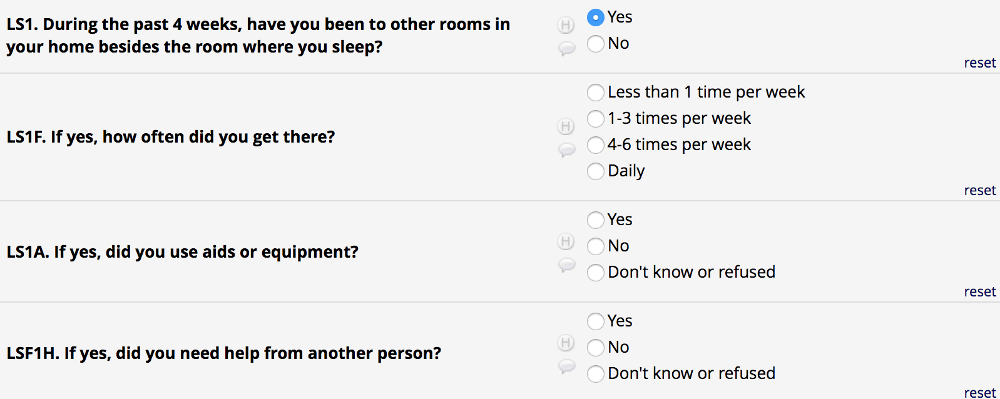 LS1. During the past 4 weeks, have you been to other rooms in
your home besides the room where you sleep?
H
Yes
No
reset
LS1F. If yes, how often did you get there?
H
Less than 1 time per week
1-3 times per week
4-6 times per week
Daily
reset
LS1A. If yes, did you use aids or equipment?
H
Yes
No
Don't know or refused
reset
LSF1H. If yes, did you need help from another person?
H
Yes
No
Don't know or refused
reset